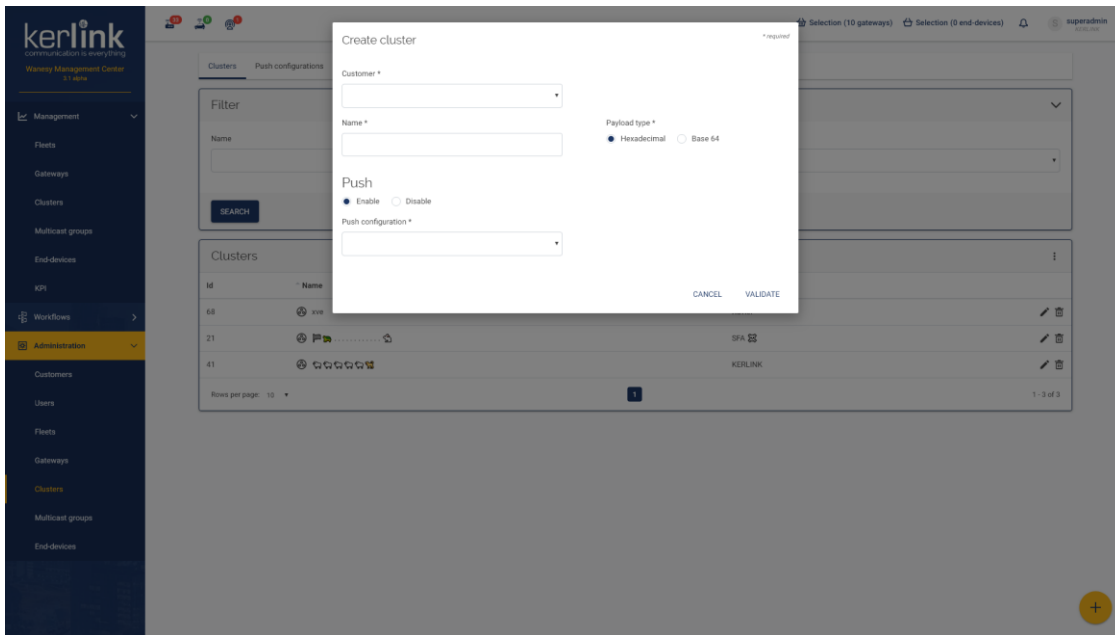 kerlink
communication is everything
Wanesy Management Center
5.1 alpha
Management
Fleets
Gateways
Clusters
Multicast groups
End-devices
KPI
Workflows
Administration
Customers
Users
Fleets
Gateways
Clusters
Multicast groups
End-devices
Selection (10 gateways) Selection (0 end-devices) S superadmin
KERLINK
Clusters Push configurations
Filter
Name
SEARCH
Create cluster * required
Customer *
Name * Payload type *
Hexadecimal Base 64
Push
Enable Disable
Push configuration *
CANCEL VALIDATE
Clusters
Id Name
68 xve
21 ............ SFA
41 KERLINK
Rows per page: 10 1 1 - 3 of 3
+